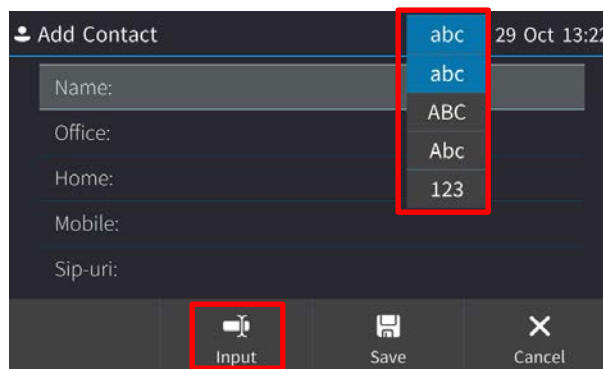 Add Contact
abc
29 Oct 13:22
abc
Name:
ABC
Office:
Abc
Home:
123
Mobile:
Sip-uri:
Input
Save
Cancel